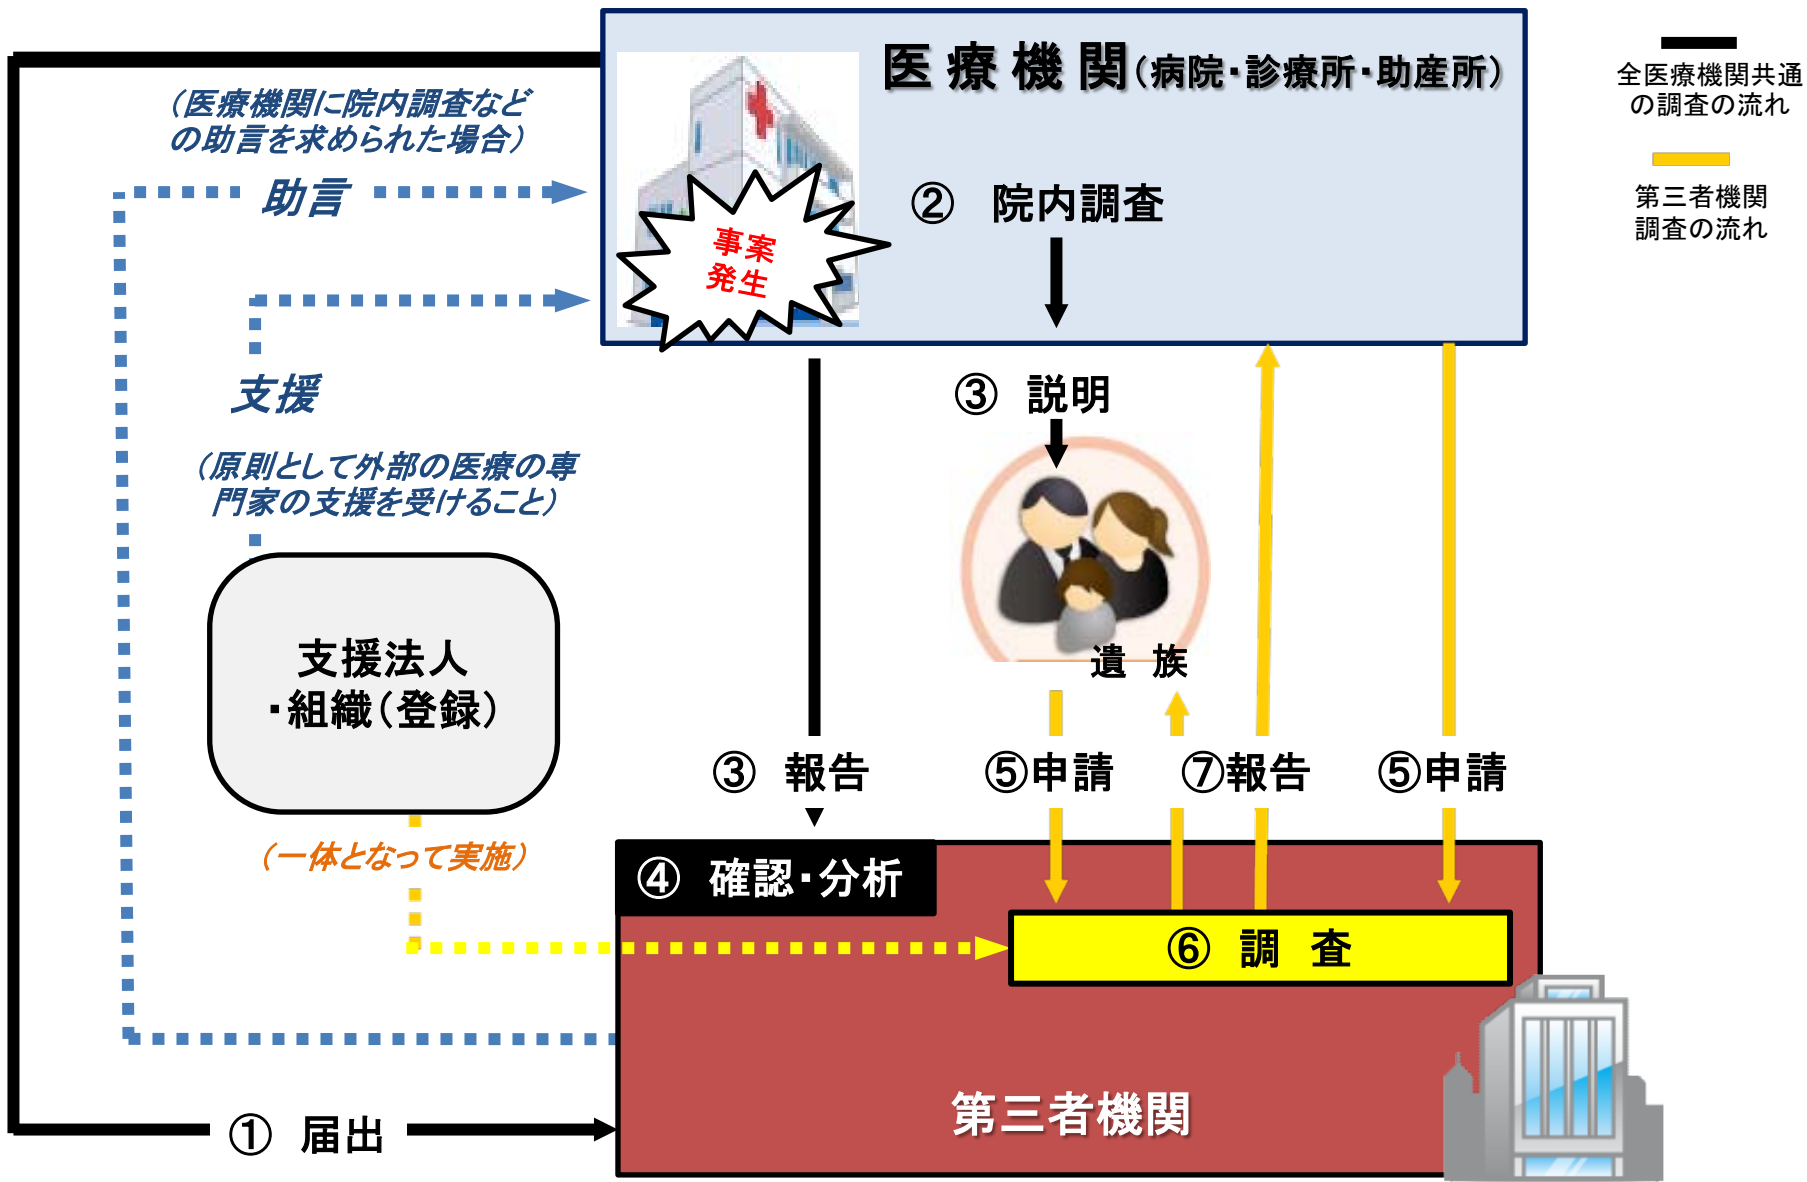 医療機関(病院・診療所・助産所)
全医療機関共通
の調査の流れ
第三者機関
調査の流れ
(医療機関に院内調査など
の助言を求められた場合)
助言
② 院内調査
事案
発生
支援
③ 説明
(原則として外部の医療の専
門家の支援を受けること)
支援法人
・組織(登録)
遺 族
③ 報告
⑤申請
⑦報告
⑤申請
(一体となって実施)
④ 確認・分析
⑥ 調 査
第三者機関
① 届出